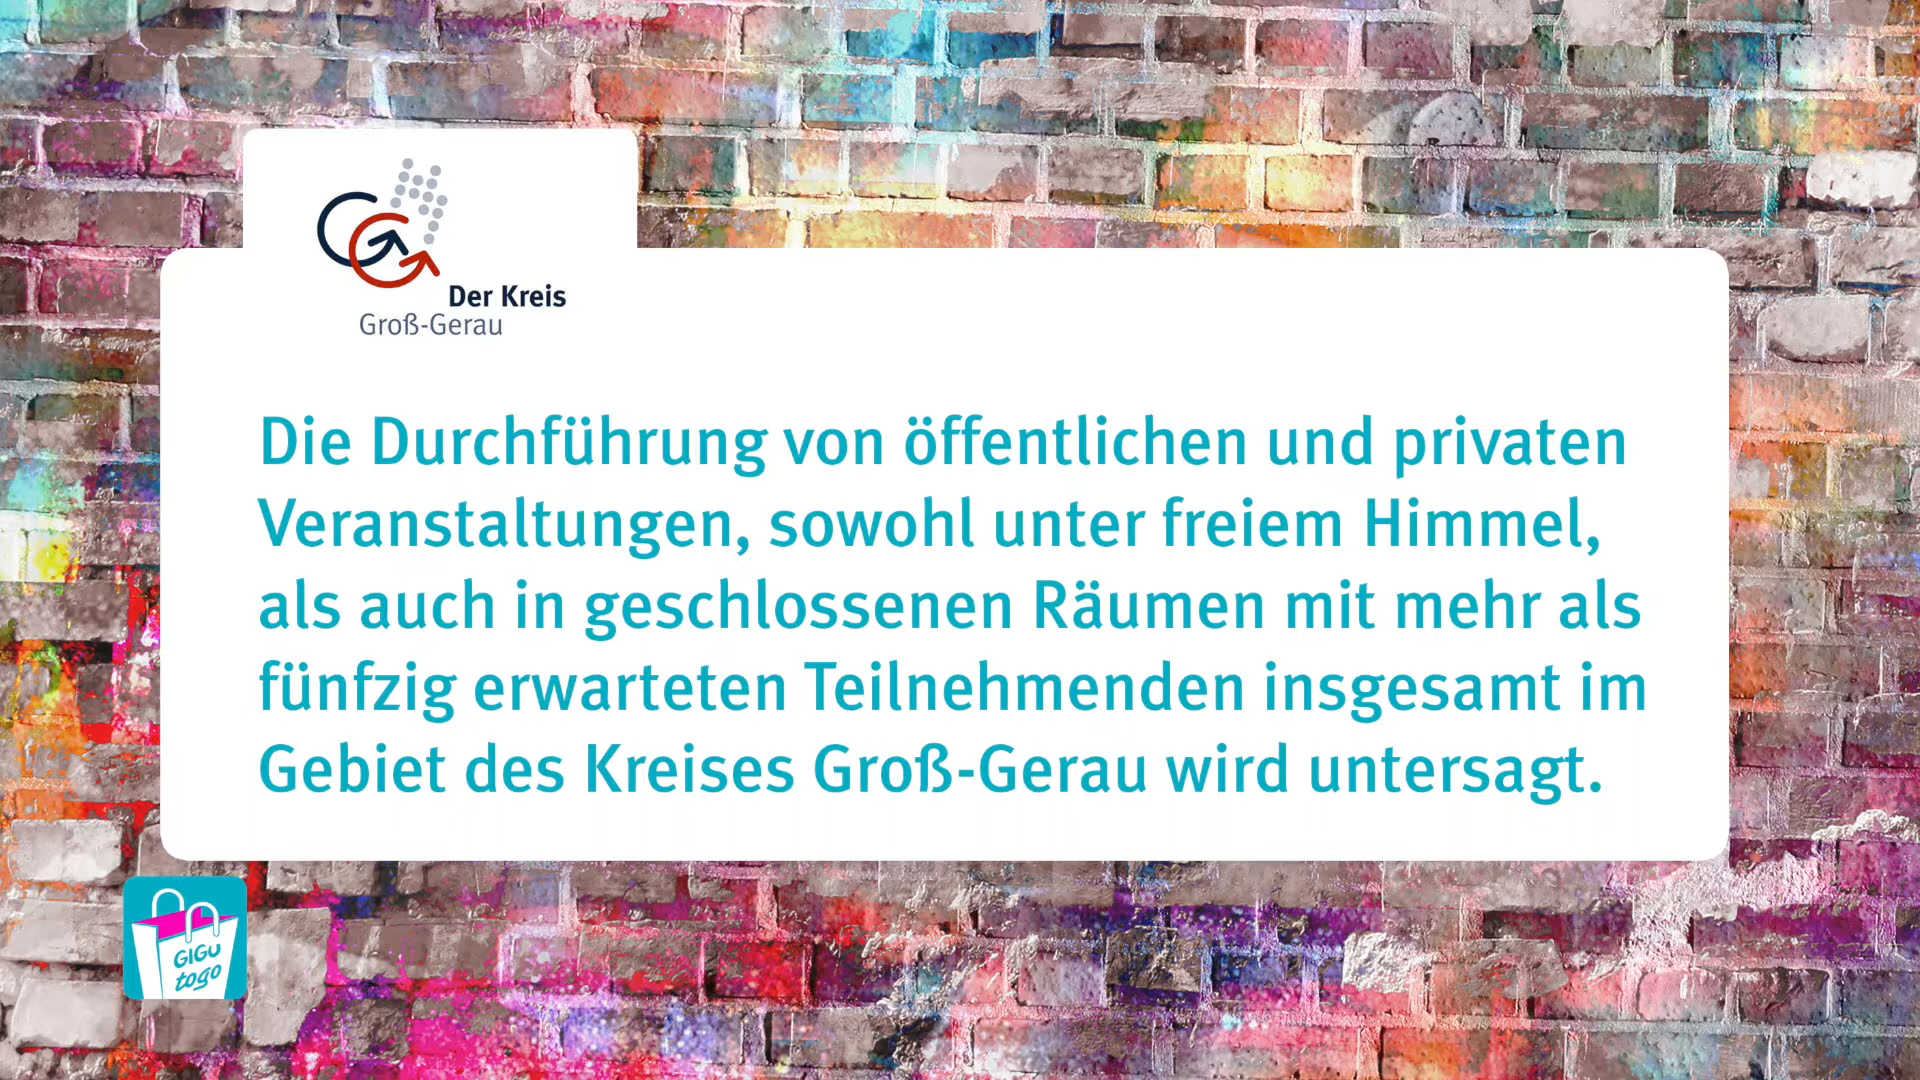 Der Kreis
Groß-Gerau
Die Durchführung von öffentlichen und privaten
Veranstaltungen, sowohl unter freiem Himmel,
als auch in geschlossenen Räumen mit mehr als
fünfzig erwarteten Teilnehmenden insgesamt im
Gebiet des Kreises Groß-Gerau wird untersagt.
GIGU
togo